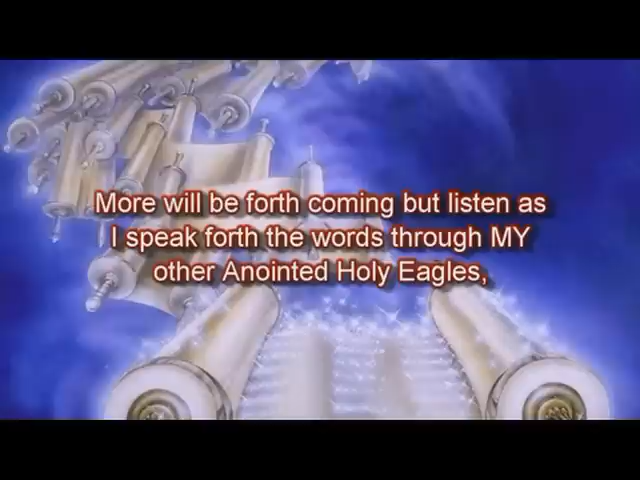 More will be forth coming but listen as
I speak forth the words through MY
other Anointed Holy Eagles,